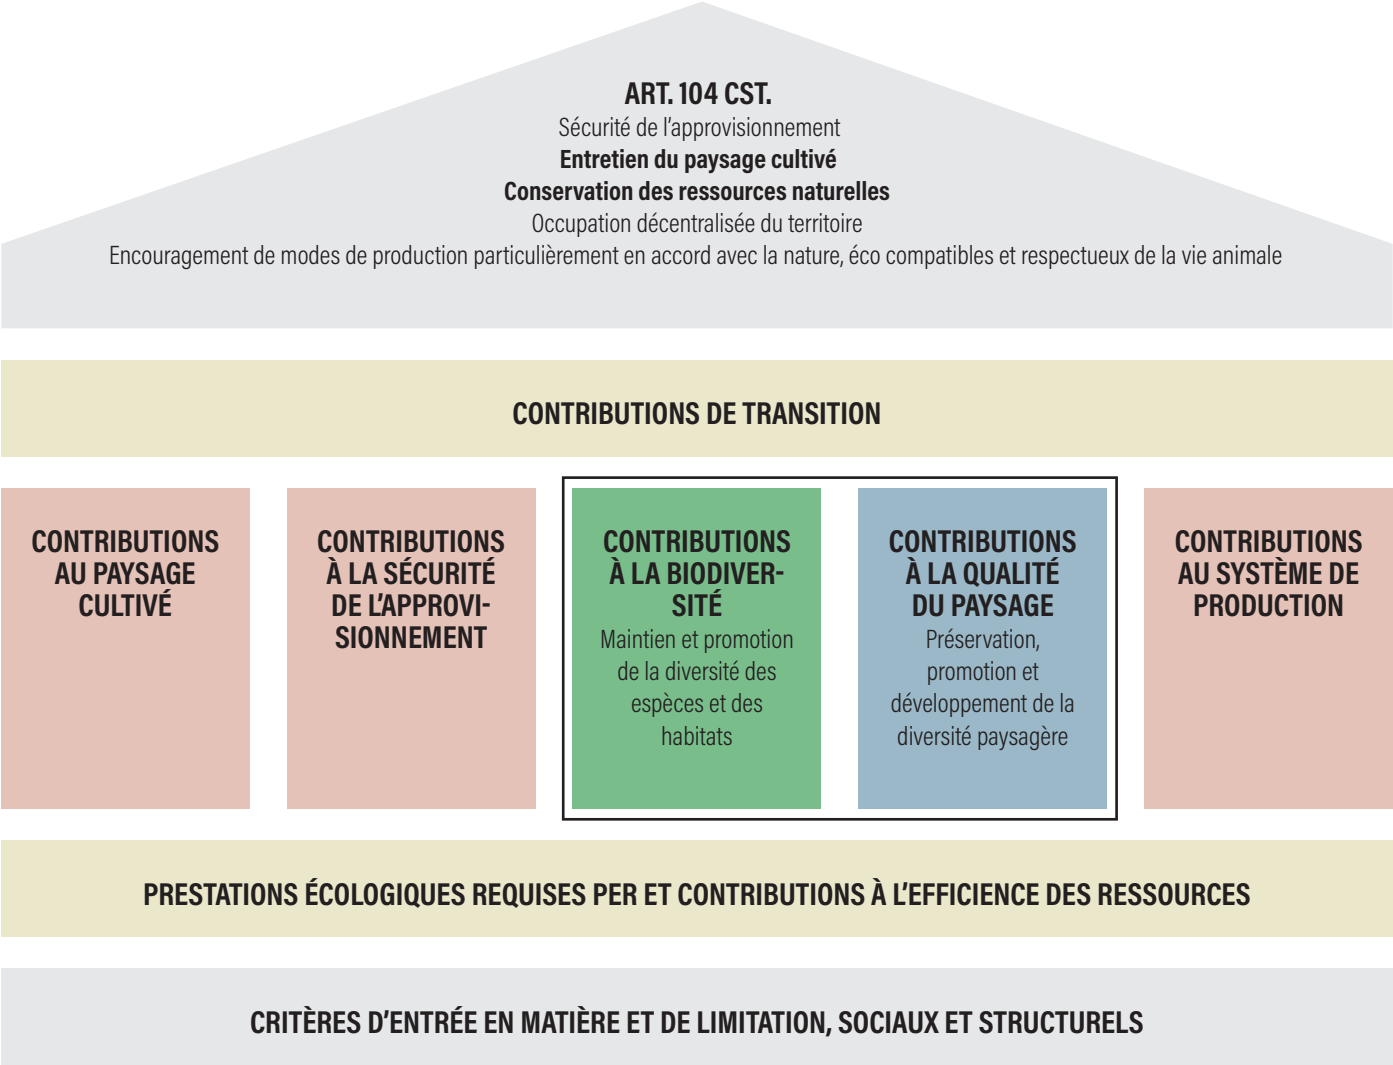 ART. 104 CST.
Sécurité de l'approvisionnement
Entretien du paysage cultivé
Conservation des ressources naturelles
Occupation décentralisée du territoire
Encouragement de modes de production particulièrement en accord avec la nature, éco compatibles et respectueux de la vie animale
CONTRIBUTIONS DE TRANSITION
CONTRIBUTIONS
AU PAYSAGE
CULTIVÉ
CONTRIBUTIONS
À LA SÉCURITÉ
DE L'APPROVI-
SIONNEMENT
CONTRIBUTIONS
À LA BIODIVER-
SITÉ
Maintien et promotion
de la diversité des
espèces et des
habitats
CONTRIBUTIONS
À LA QUALITÉ
DU PAYSAGE
Préservation,
promotion et
développement de la
diversité paysagère
CONTRIBUTIONS
AU SYSTÈME DE
PRODUCTION
PRESTATIONS ÉCOLOGIQUES REQUISES PER ET CONTRIBUTIONS À L'EFFICIENCE DES RESSOURCES
CRITÈRES D'ENTRÉE EN MATIÈRE ET DE LIMITATION, SOCIAUX ET STRUCTURELS